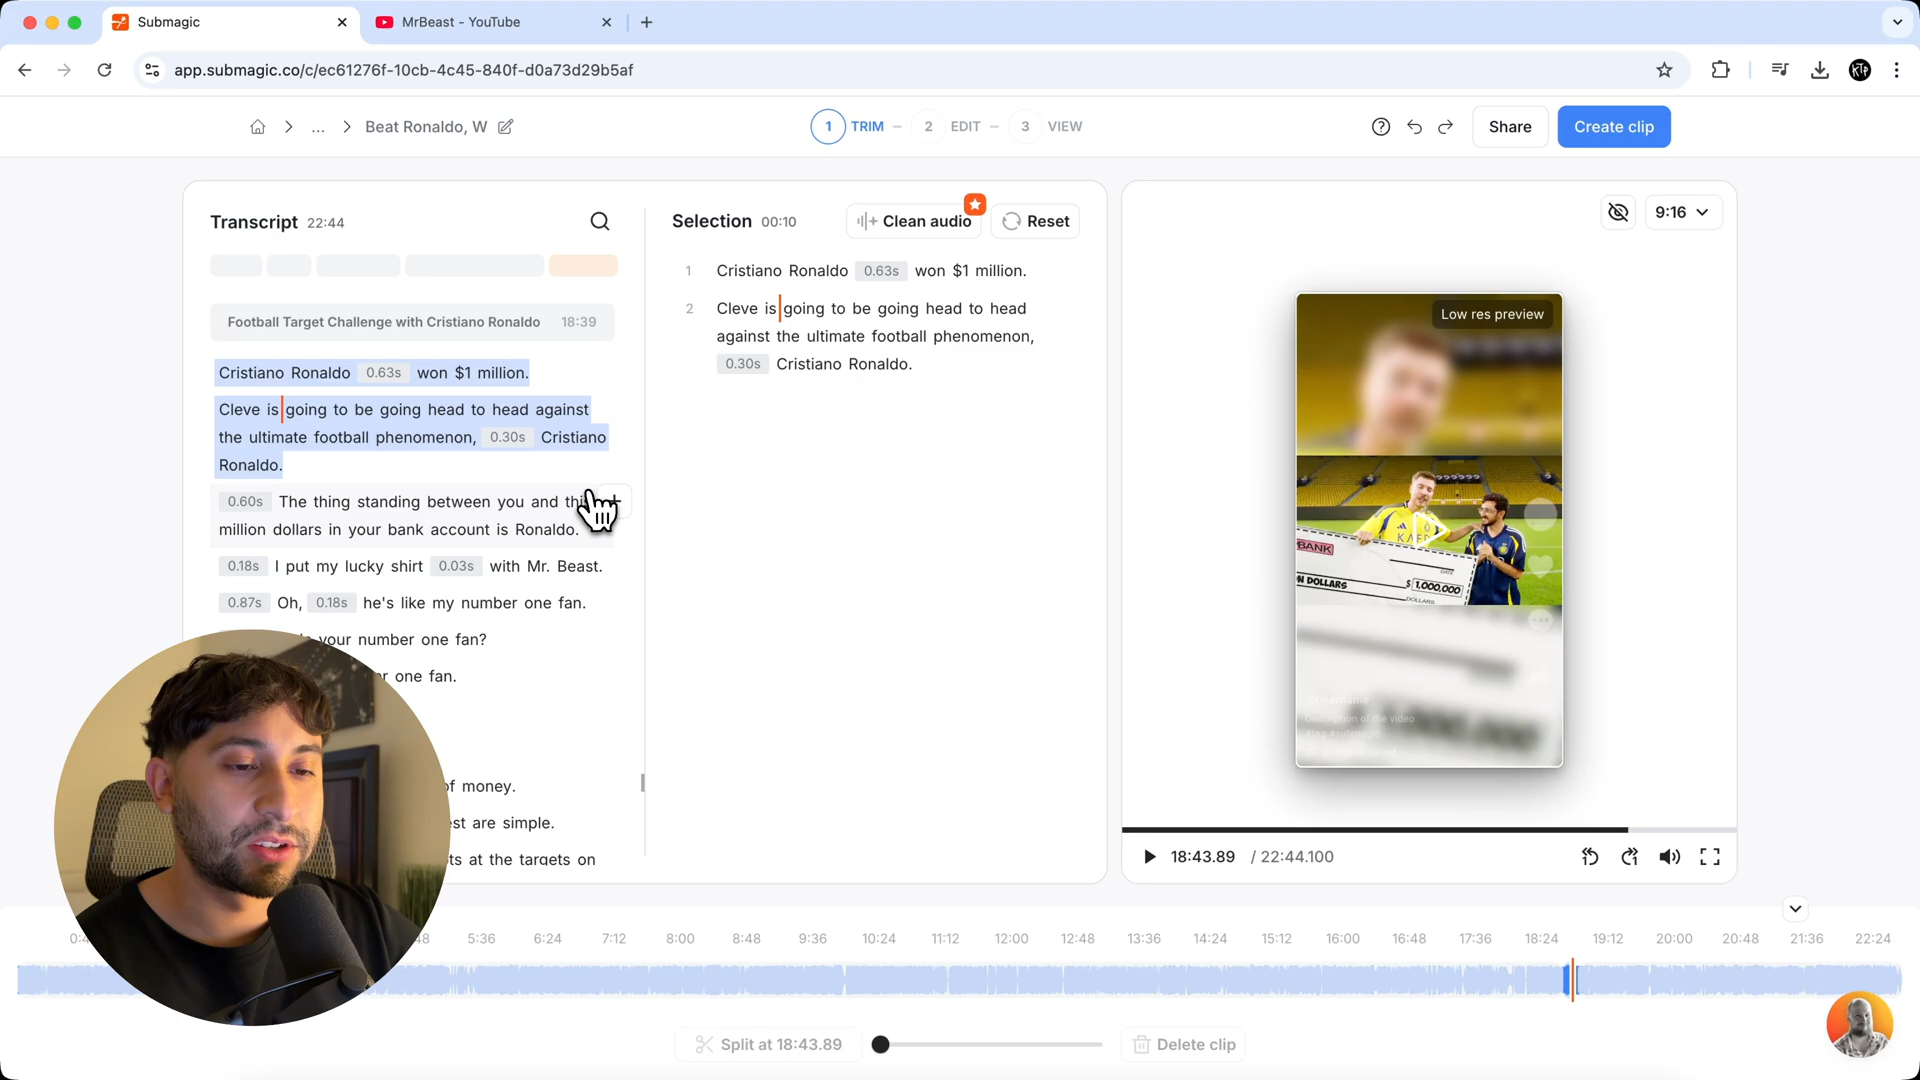 Submagic
MrBeast - YouTube
app.submagic.co/c/ec61276f-10cb-4c45-840f-d0a73d29b5af
KTP
... Beat Ronaldo, W
1 TRIM – 2 EDIT – 3 VIEW
Share
Create clip
Transcript 22:44
Football Target Challenge with Cristiano Ronaldo 18:39
Cristiano Ronaldo 0.63s won $1 million.
Cleve is going to be going head to head against
the ultimate football phenomenon, 0.30s Cristiano
Ronaldo.
0.60s The thing standing between you and
million dollars in your bank account is Ronaldo.
0.18s I put my lucky shirt 0.03s with Mr. Beast.
0.87s Oh, 0.18s he's like my number one fan.
your number one fan?
one fan.
of money.
are simple.
at the targets on
Selection 00:10
Clean audio
Reset
1 Cristiano Ronaldo 0.63s won $1 million.
2 Cleve is going to be going head to head
against the ultimate football phenomenon,
0.30s Cristiano Ronaldo.
9:16
Low res preview
BANK
DATE
DOLLARS
$ 1,000,000
DOLLARS
Description of the video
#tag #submagic
18:43.89 / 22:44.100
5:36 6:24 7:12 8:00 8:48 9:36 10:24 11:12 12:00 12:48 13:36 14:24 15:12 16:00 16:48 17:36 18:24 19:12 20:00 20:48 21:36 22:24
Split at 18:43.89
Delete clip